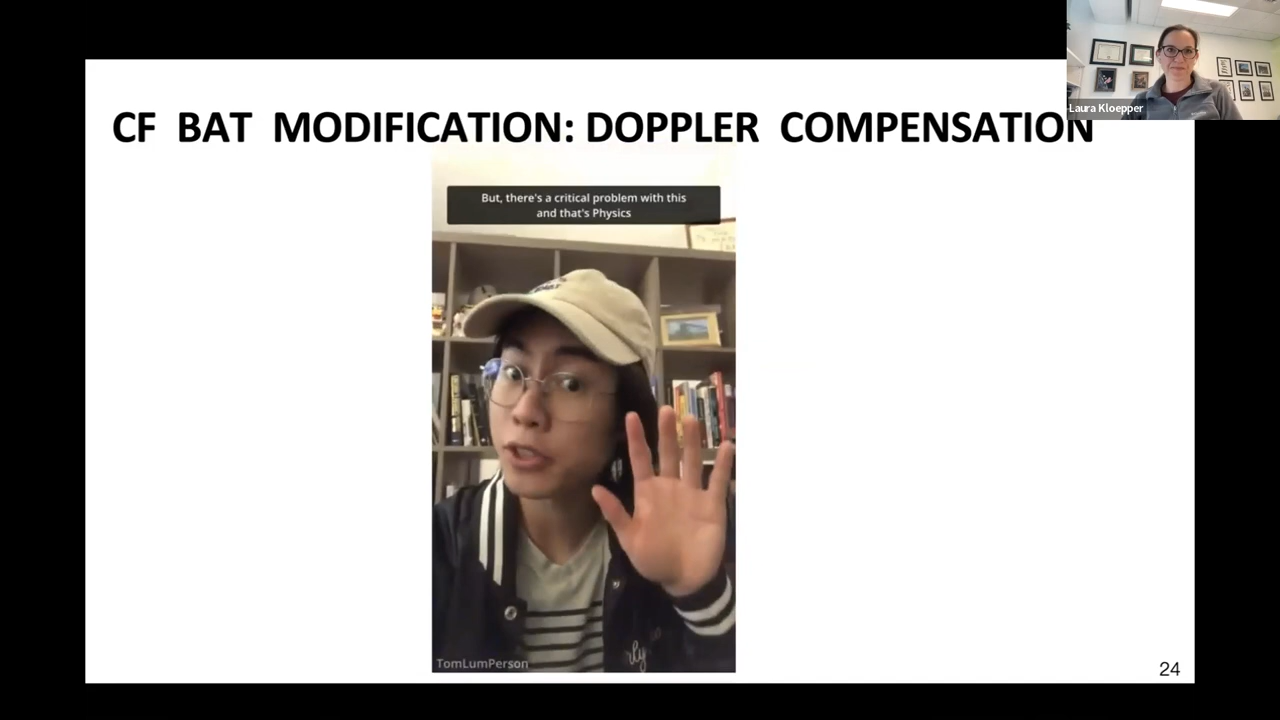 Laura Kloepper
CF BAT MODIFICATION: DOPPLER COMPENSATION
But, there's a critical problem with this
and that's Physics
TomLumPerson
24